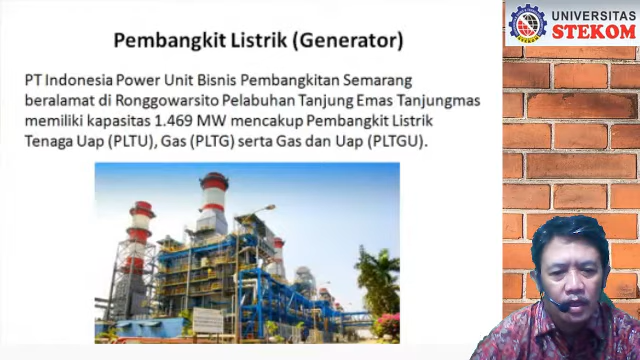 UNIVERSITAS
STEKOM
Pembangkit Listrik (Generator)
PT Indonesia Power Unit Bisnis Pembangkitan Semarang
beralamat di Ronggowarsito Pelabuhan Tanjung Emas Tanjungmas
memiliki kapasitas 1.469 MW mencakup Pembangkit Listrik
Tenaga Uap (PLTU), Gas (PLTG) serta Gas dan Uap (PLTGU).